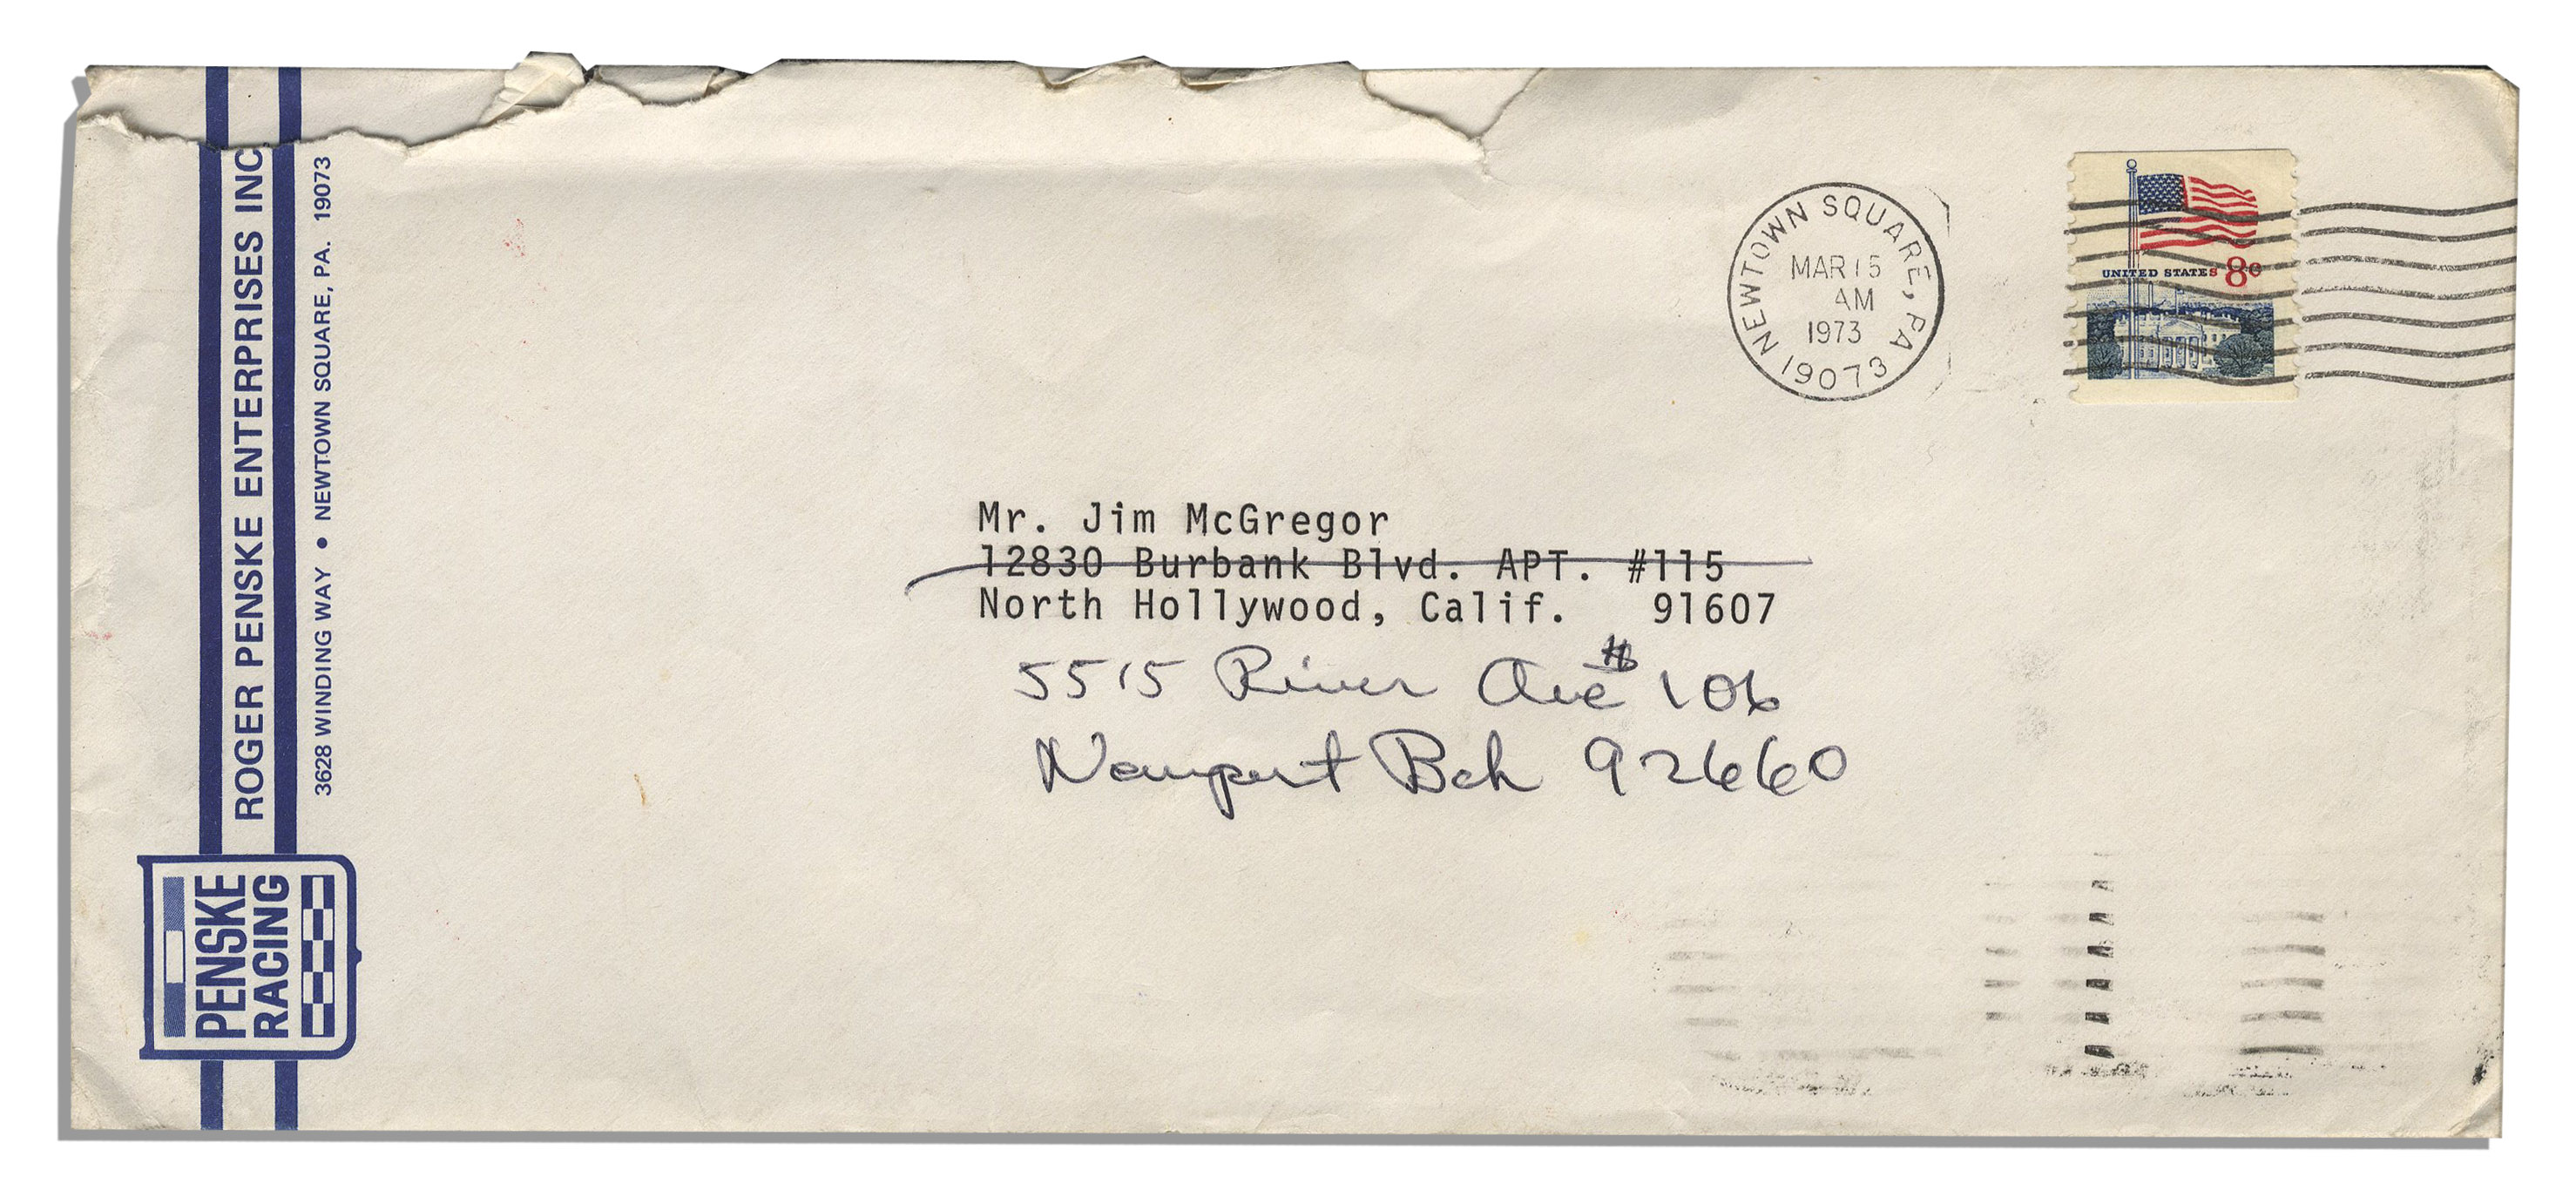 ROGER PENSKE ENTERPRISES INC
3628 WINDING WAY • NEWTOWN SQUARE, PA. 19073
PENSKE
RACING
NEWTOWN SQUARE, PA
MAR 15
AM
1973
19073
UNITED STATES 8c
Mr. Jim McGregor
12830 Burbank Blvd. APT. #115
North Hollywood, Calif. 91607
5515 River Ave # 106
Newport Bch 92660